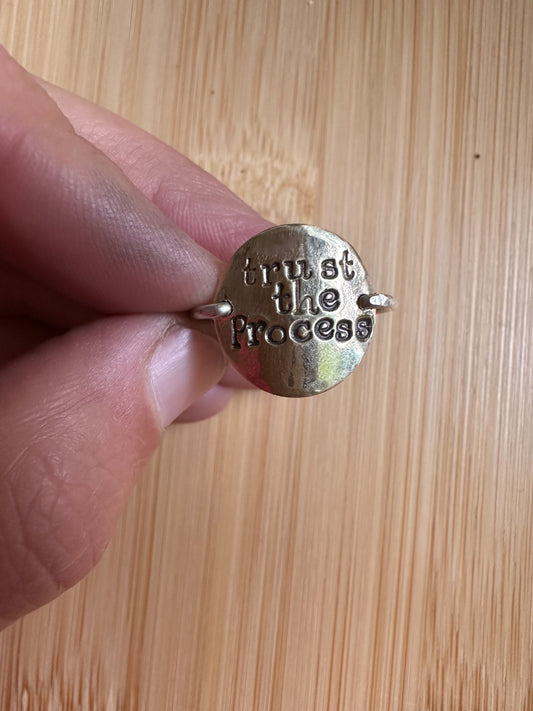 trust
the
Process